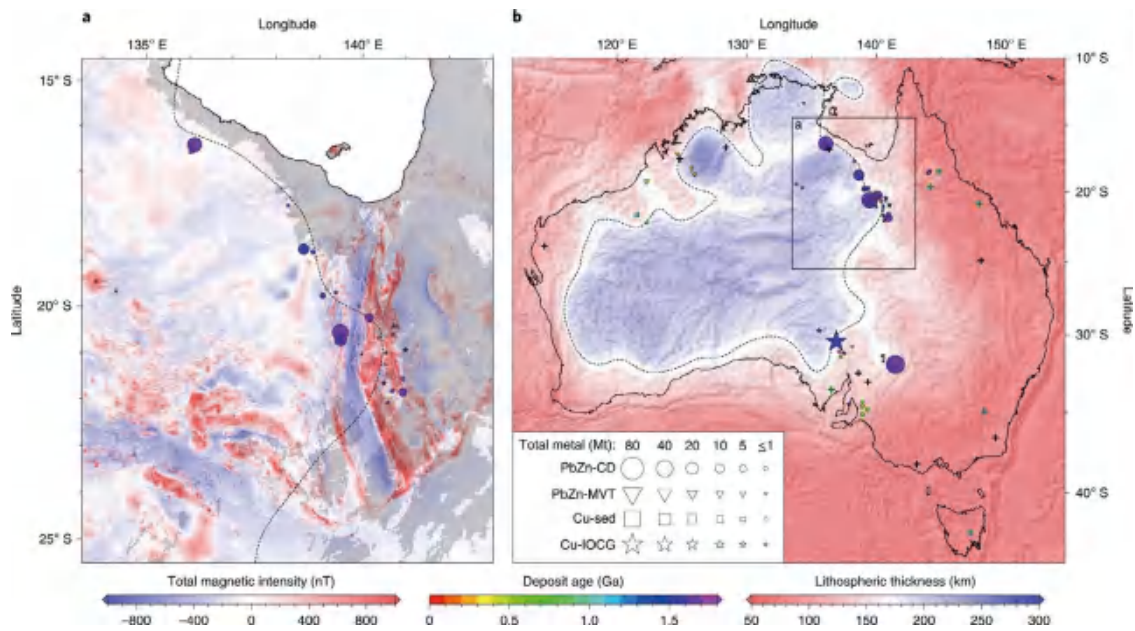 a
Longitude
135° E
140° E
15° S
20° S
25° S
Latitude
b
Longitude
120° E
130° E
140° E
150° E
10° S
20° S
30° S
40° S
Latitude
a
Total metal (Mt): 80 40 20 10 5 ≤1
PbZn-CD
PbZn-MVT
Cu-sed
Cu-IOCG
Total magnetic intensity (nT)
−800 −400 0 400 800
Deposit age (Ga)
0 0.5 1.0 1.5
Lithospheric thickness (km)
50 100 150 200 250 300